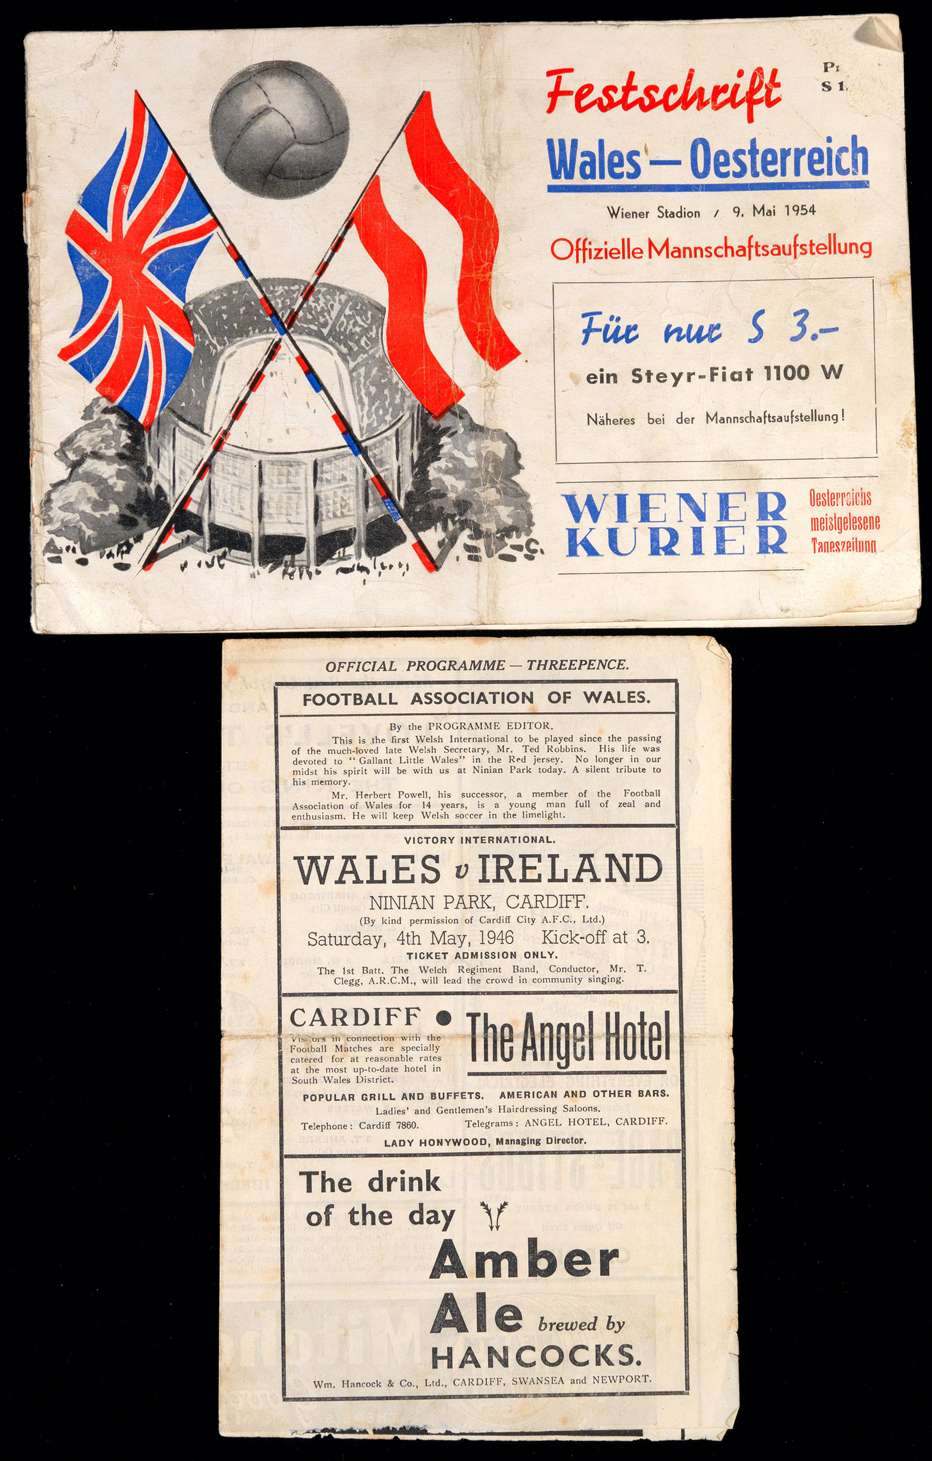 Festschrift
S 1.
Wales — Oesterreich
Wiener Stadion / 9. Mai 1954
Offizielle Mannschaftsaufstellung
Für nur S 3.–
ein Steyr-Fiat 1100 W
Näheres bei der Mannschaftsaufstellung!
WIENER
KURIER
Oesterreichs
meistgelesene
Tageszeitung
OFFICIAL PROGRAMME — THREEPENCE.
FOOTBALL ASSOCIATION OF WALES.
By the PROGRAMME EDITOR.
This is the first Welsh International to be played since the passing
of the much-loved late Welsh Secretary, Mr. Ted Robbins. His life was
devoted to "Gallant Little Wales" in the Red jersey. No longer in our
midst his spirit will be with us at Ninian Park today. A silent tribute to
his memory.
Mr. Herbert Powell, his successor, a member of the Football
Association of Wales for 14 years, is a young man full of zeal and
enthusiasm. He will keep Welsh soccer in the limelight.
VICTORY INTERNATIONAL.
WALES v IRELAND
NINIAN PARK, CARDIFF.
(By kind permission of Cardiff City A.F.C., Ltd.)
Saturday, 4th May, 1946 Kick-off at 3.
TICKET ADMISSION ONLY.
The 1st Batt. The Welch Regiment Band, Conductor, Mr. T.
Clegg, A.R.C.M., will lead the crowd in community singing.
CARDIFF ● The Angel Hotel
Visitors in connection with the
Football Matches are specially
catered for at reasonable rates
at the most up-to-date hotel in
South Wales District.
POPULAR GRILL AND BUFFETS. AMERICAN AND OTHER BARS.
Ladies' and Gentlemen's Hairdressing Saloons.
Telephone: Cardiff 7860. Telegrams: ANGEL HOTEL, CARDIFF.
LADY HONYWOOD, Managing Director.
The drink
of the day
Amber
Ale brewed by
HANCOCKS.
Wm. Hancock & Co., Ltd., CARDIFF, SWANSEA and NEWPORT.